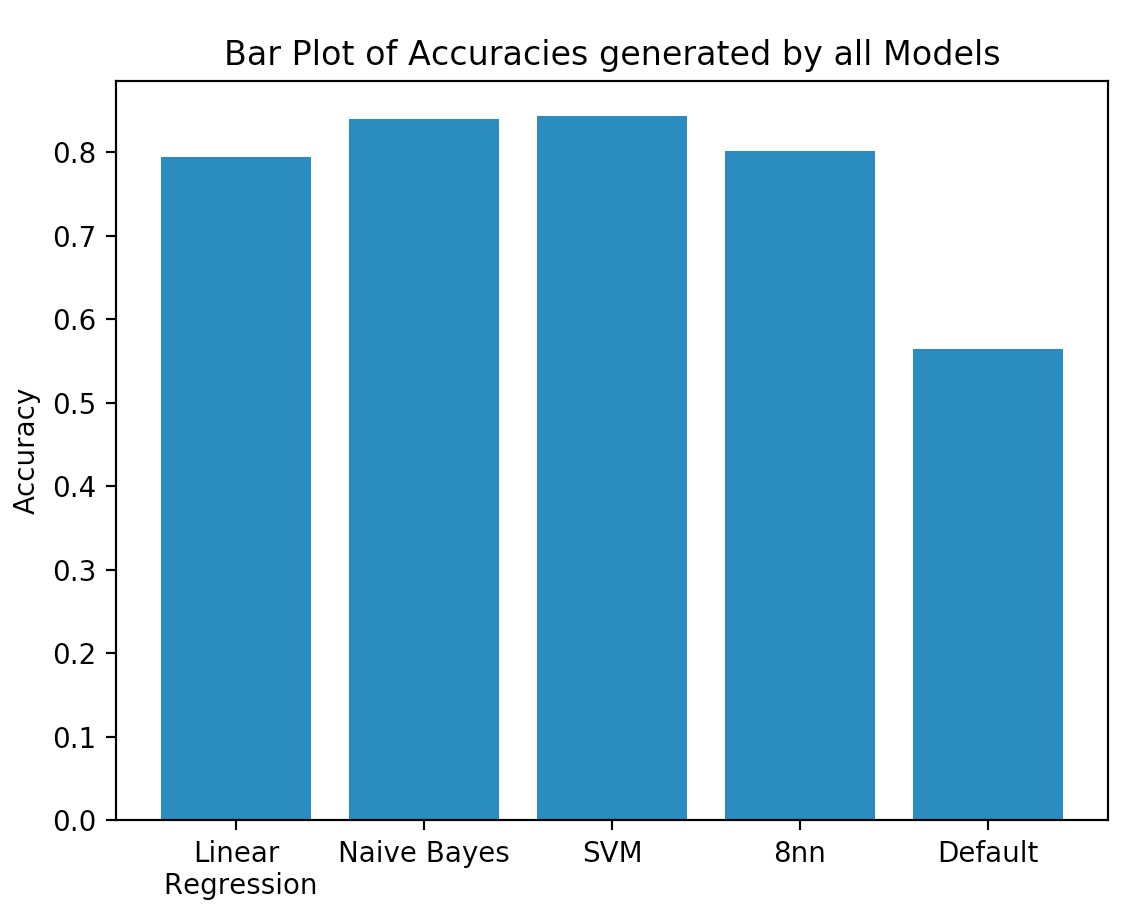 Bar Plot of Accuracies generated by all Models
Accuracy
0.8
0.7
0.6
0.5
0.4
0.3
0.2
0.1
0.0
Linear
Regression
Naive Bayes
SVM
8nn
Default